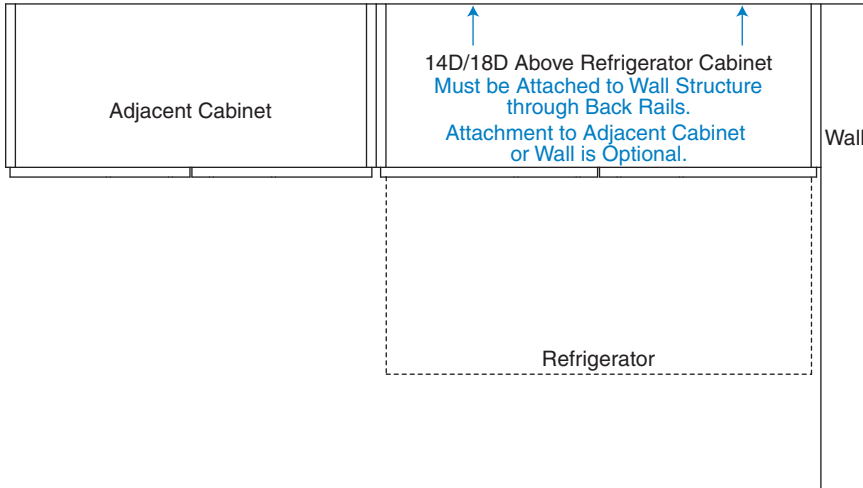 14D/18D Above Refrigerator Cabinet
Must be Attached to Wall Structure
through Back Rails.
Attachment to Adjacent Cabinet
or Wall is Optional.
Adjacent Cabinet
Wall
Refrigerator